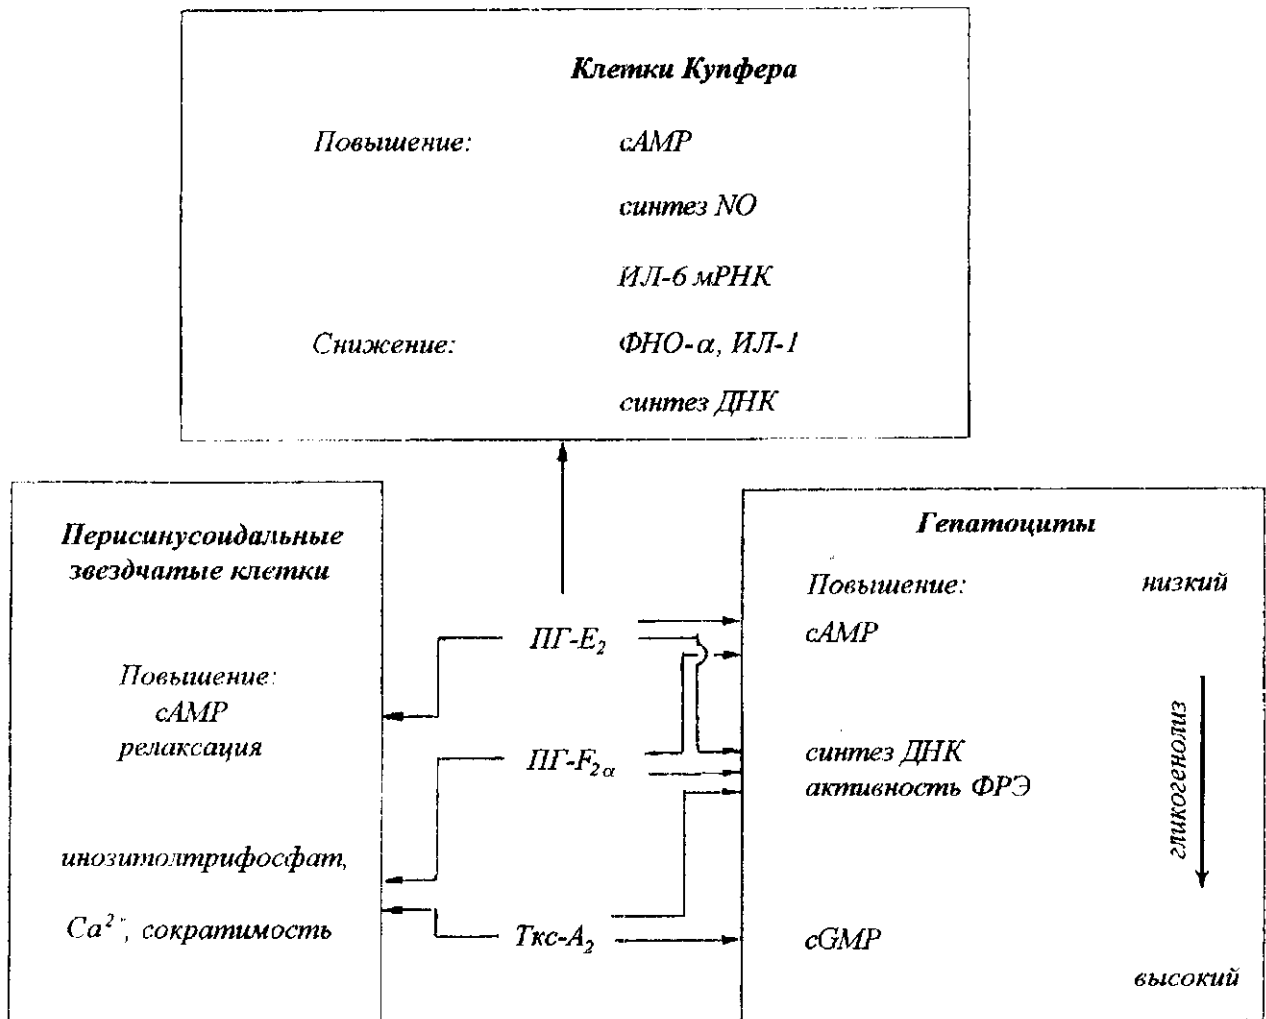 Клетки Купфера
Повышение: cAMP
синтез NO
ИЛ-6 мРНК
Снижение: ФНО-α, ИЛ-1
синтез ДНК
Перисинусоидальные
звездчатые клетки
Повышение:
cAMP
релаксация
инозитолтрифосфат,
Ca²⁺, сократимость
ПГ-E₂
ПГ-F₂α
Ткс-A₂
Гепатоциты
Повышение: низкий
cAMP
синтез ДНК
активность ФРЭ
гликогенолиз
cGMP
высокий